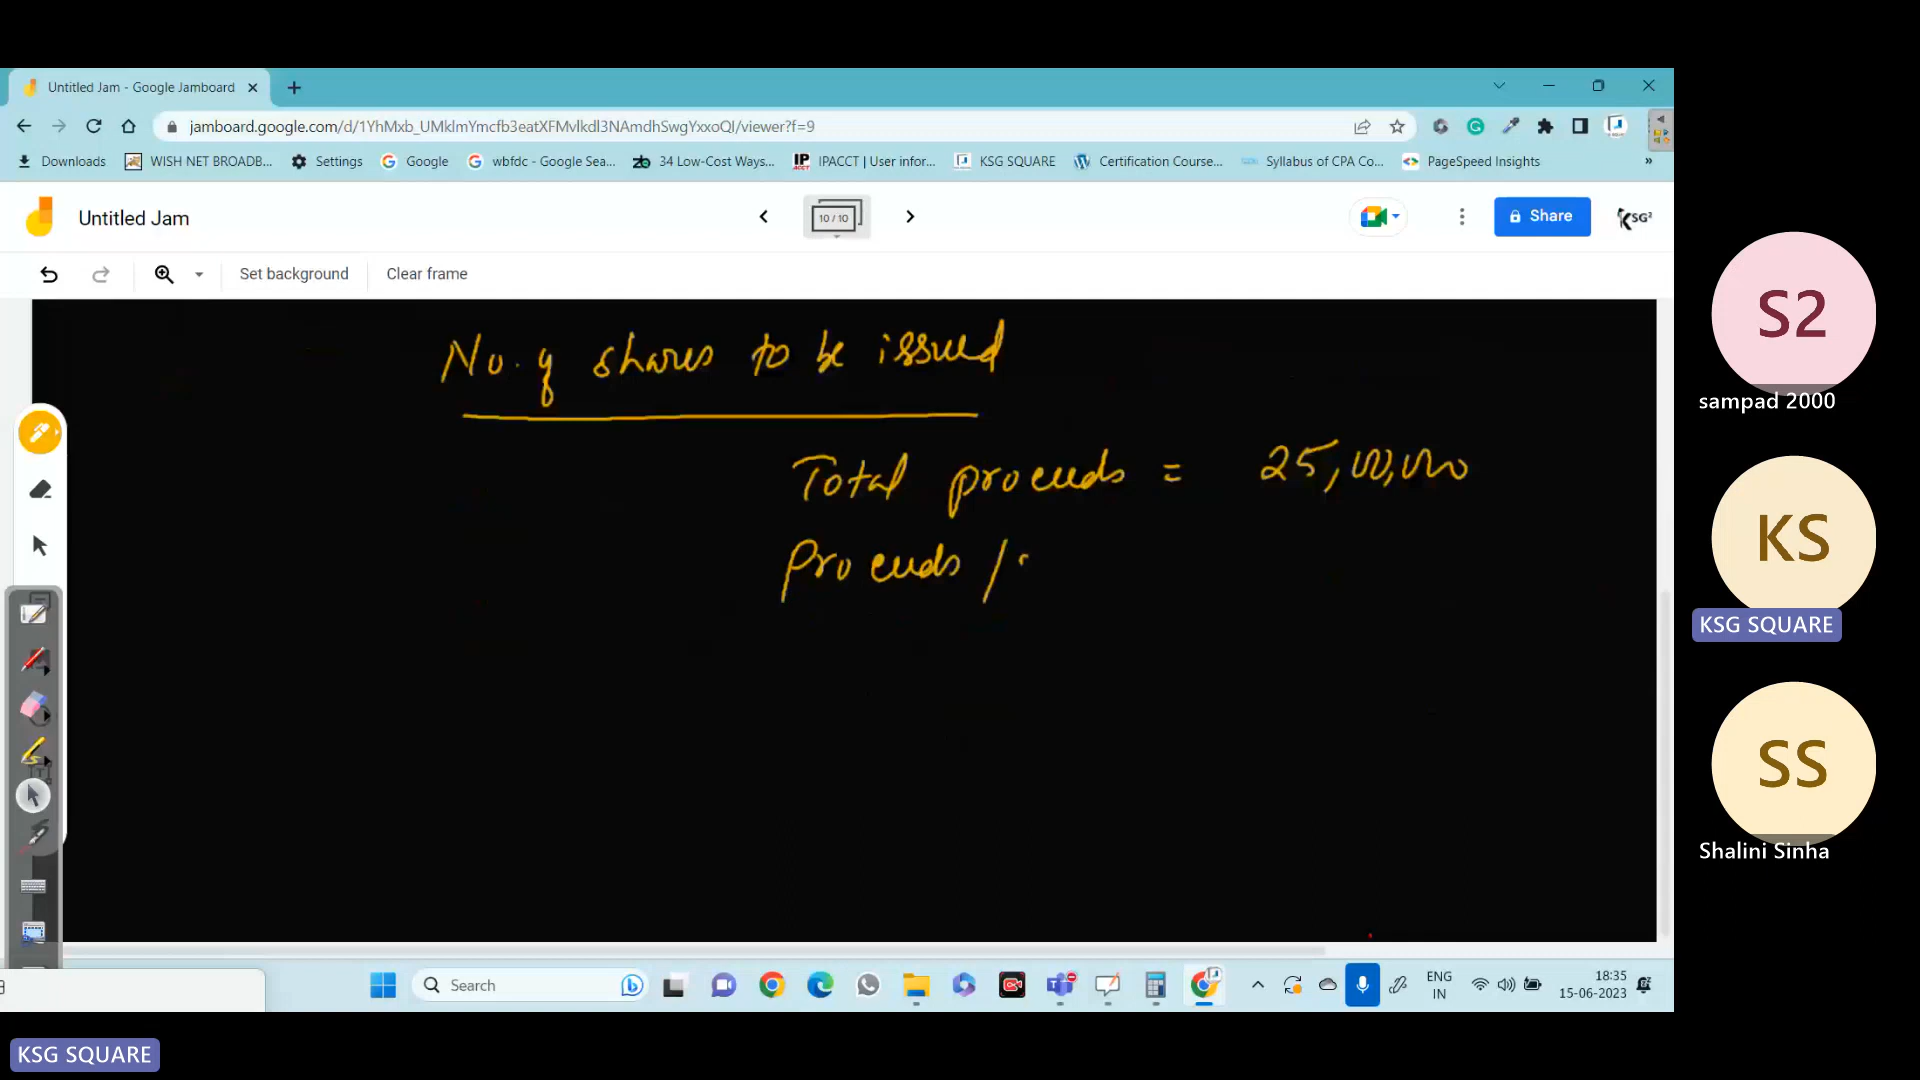 Untitled Jam - Google Jamboard
jamboard.google.com/d/1YhMxb_UMklmYmcfb3eatXFMvlkdl3NAmdhSwgYxxoQI/viewer?f=9
Downloads WISH NET BROADB... Settings Google wbfdc - Google Sea... 34 Low-Cost Ways... IPACCT | User infor... KSG SQUARE Certification Course... Syllabus of CPA Co... PageSpeed Insights »
Untitled Jam 10 / 10 Share KSG²
Set background Clear frame
No. of shares to be issued
Total proceeds = 25,00,000
Proceeds /
S2
sampad 2000
KS
KSG SQUARE
SS
Shalini Sinha
Search ENG IN 18:35 15-06-2023
KSG SQUARE